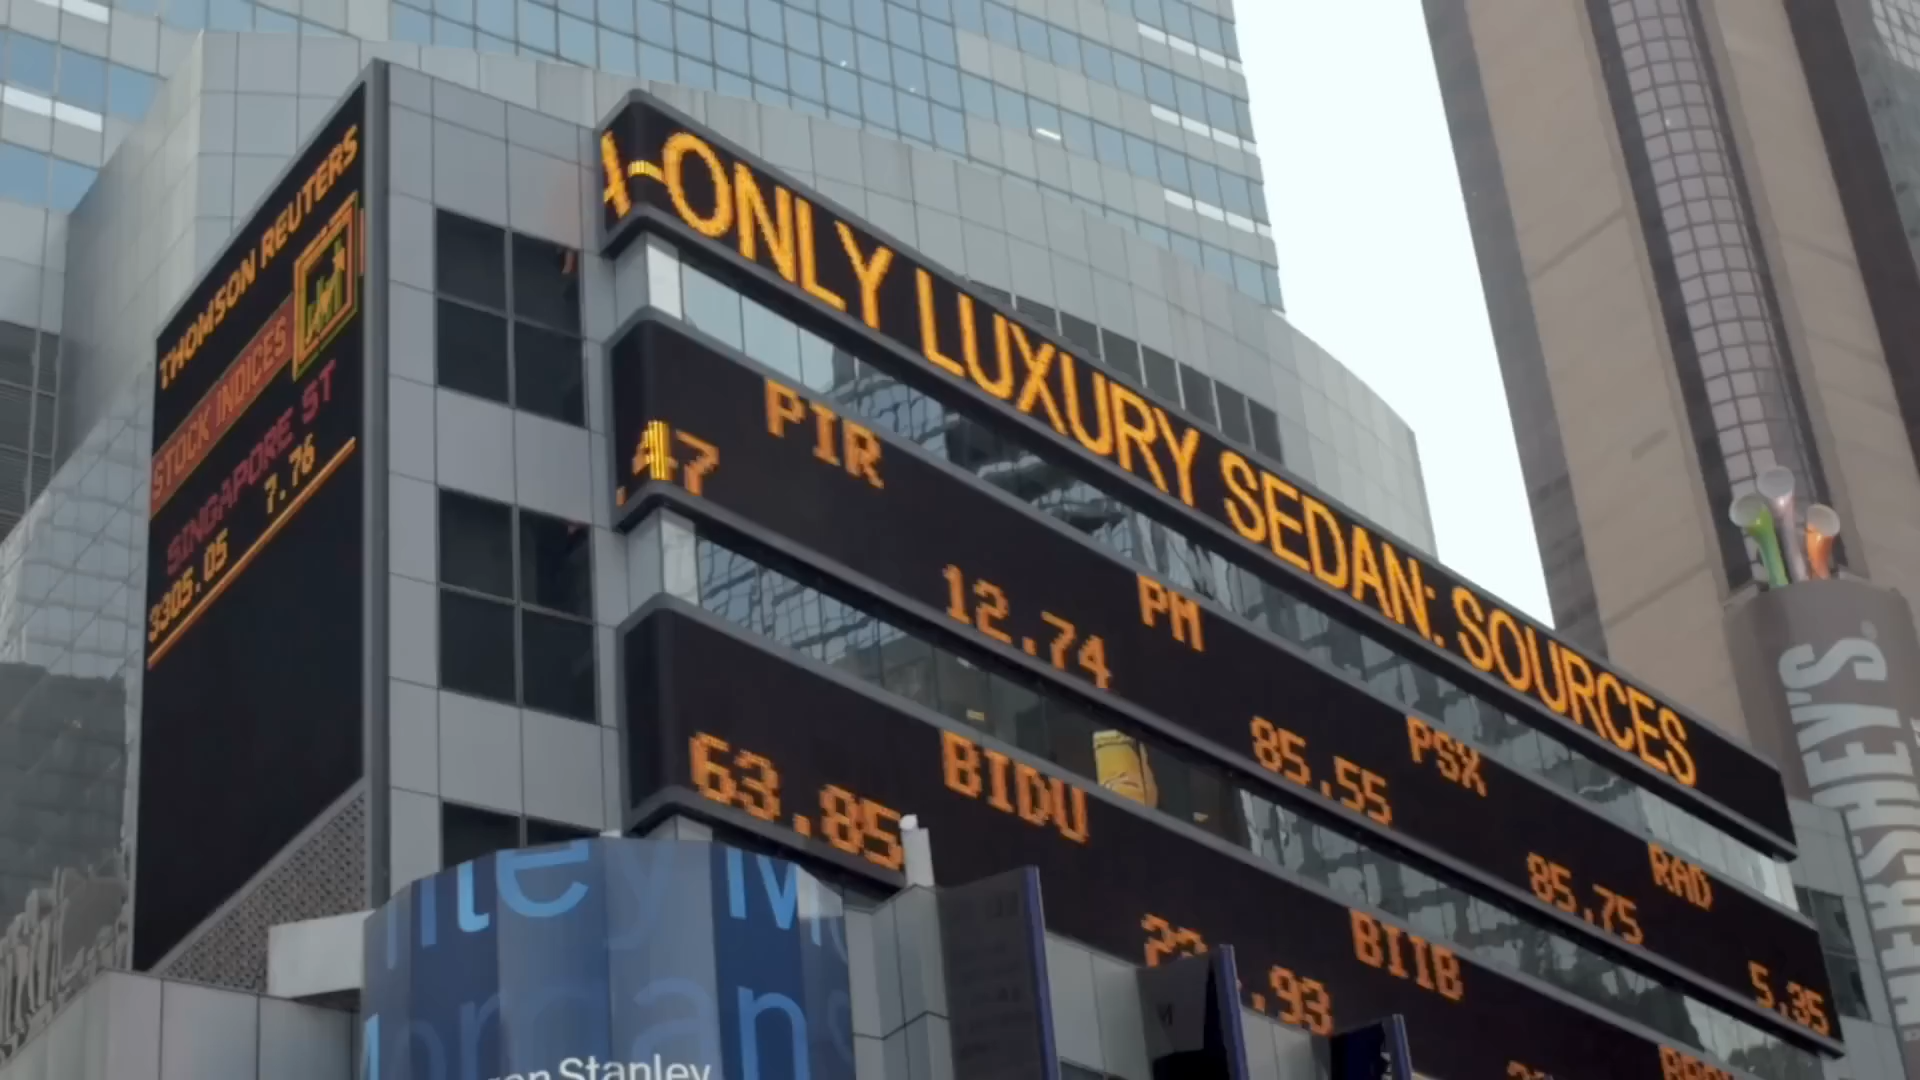 THOMSON REUTERS
STOCK INDICES
SINGAPORE ST
7.76
3305.05
-ONLY LUXURY SEDAN: SOURCES
PIR PM PSX RAD
.47 12.74 85.55 85.75 5.35
BIDU BIIB
63.85 .93
HERSHEY'S
Stanley